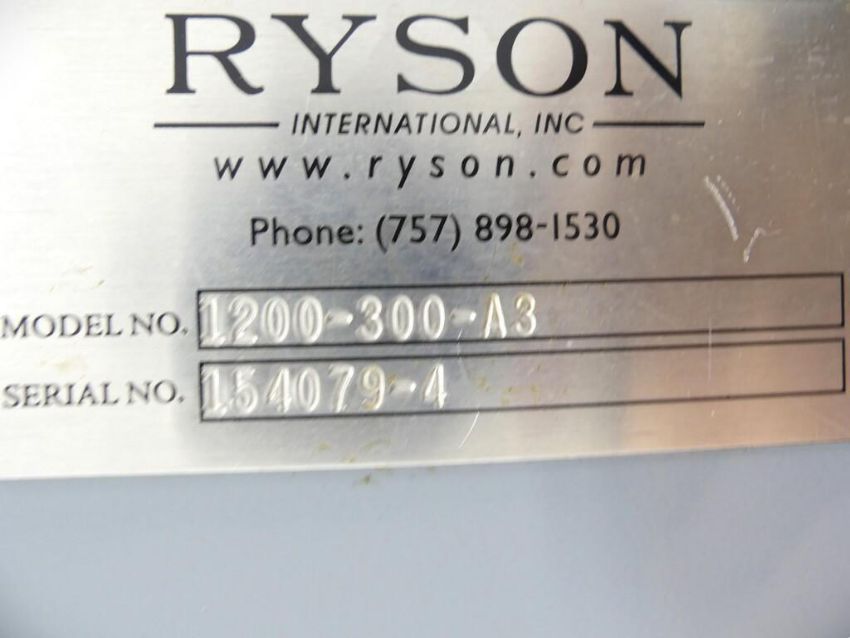 RYSON
INTERNATIONAL, INC
www.ryson.com
Phone: (757) 898-1530
MODEL NO. 1200-300-A3
SERIAL NO. 154079-4